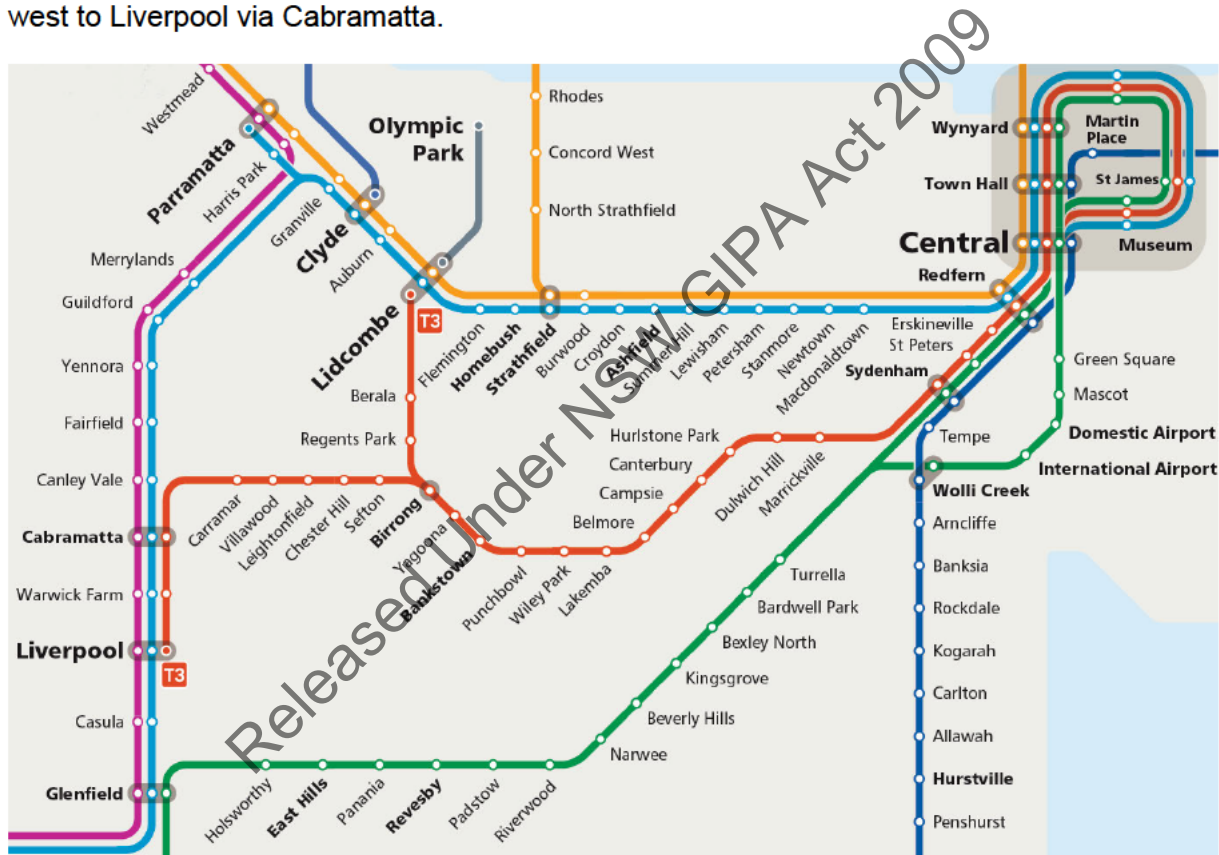 west to Liverpool via Cabramatta.
Westmead
Parramatta
Harris Park
Granville
Clyde
Auburn
Olympic
Park
Lidcombe
T3
Rhodes
Concord West
North Strathfield
Flemington
Homebush
Strathfield
Burwood
Croydon
Ashfield
Summer Hill
Lewisham
Petersham
Stanmore
Newtown
Macdonaldtown
Wynyard
Martin
Place
Town Hall
St James
Central
Museum
Redfern
Erskineville
St Peters
Sydenham
Green Square
Mascot
Domestic Airport
International Airport
Tempe
Wolli Creek
Arncliffe
Banksia
Rockdale
Kogarah
Carlton
Allawah
Hurstville
Penshurst
Merrylands
Guildford
Yennora
Fairfield
Canley Vale
Cabramatta
Warwick Farm
Liverpool
T3
Casula
Glenfield
Berala
Regents Park
Carramar
Villawood
Leightonfield
Chester Hill
Sefton
Birrong
Yagoona
Bankstown
Punchbowl
Wiley Park
Lakemba
Belmore
Campsie
Canterbury
Hurlstone Park
Dulwich Hill
Marrickville
Turrella
Bardwell Park
Bexley North
Kingsgrove
Beverly Hills
Narwee
Riverwood
Padstow
Revesby
Panania
East Hills
Holsworthy
Released Under NSW GIPA Act 2009